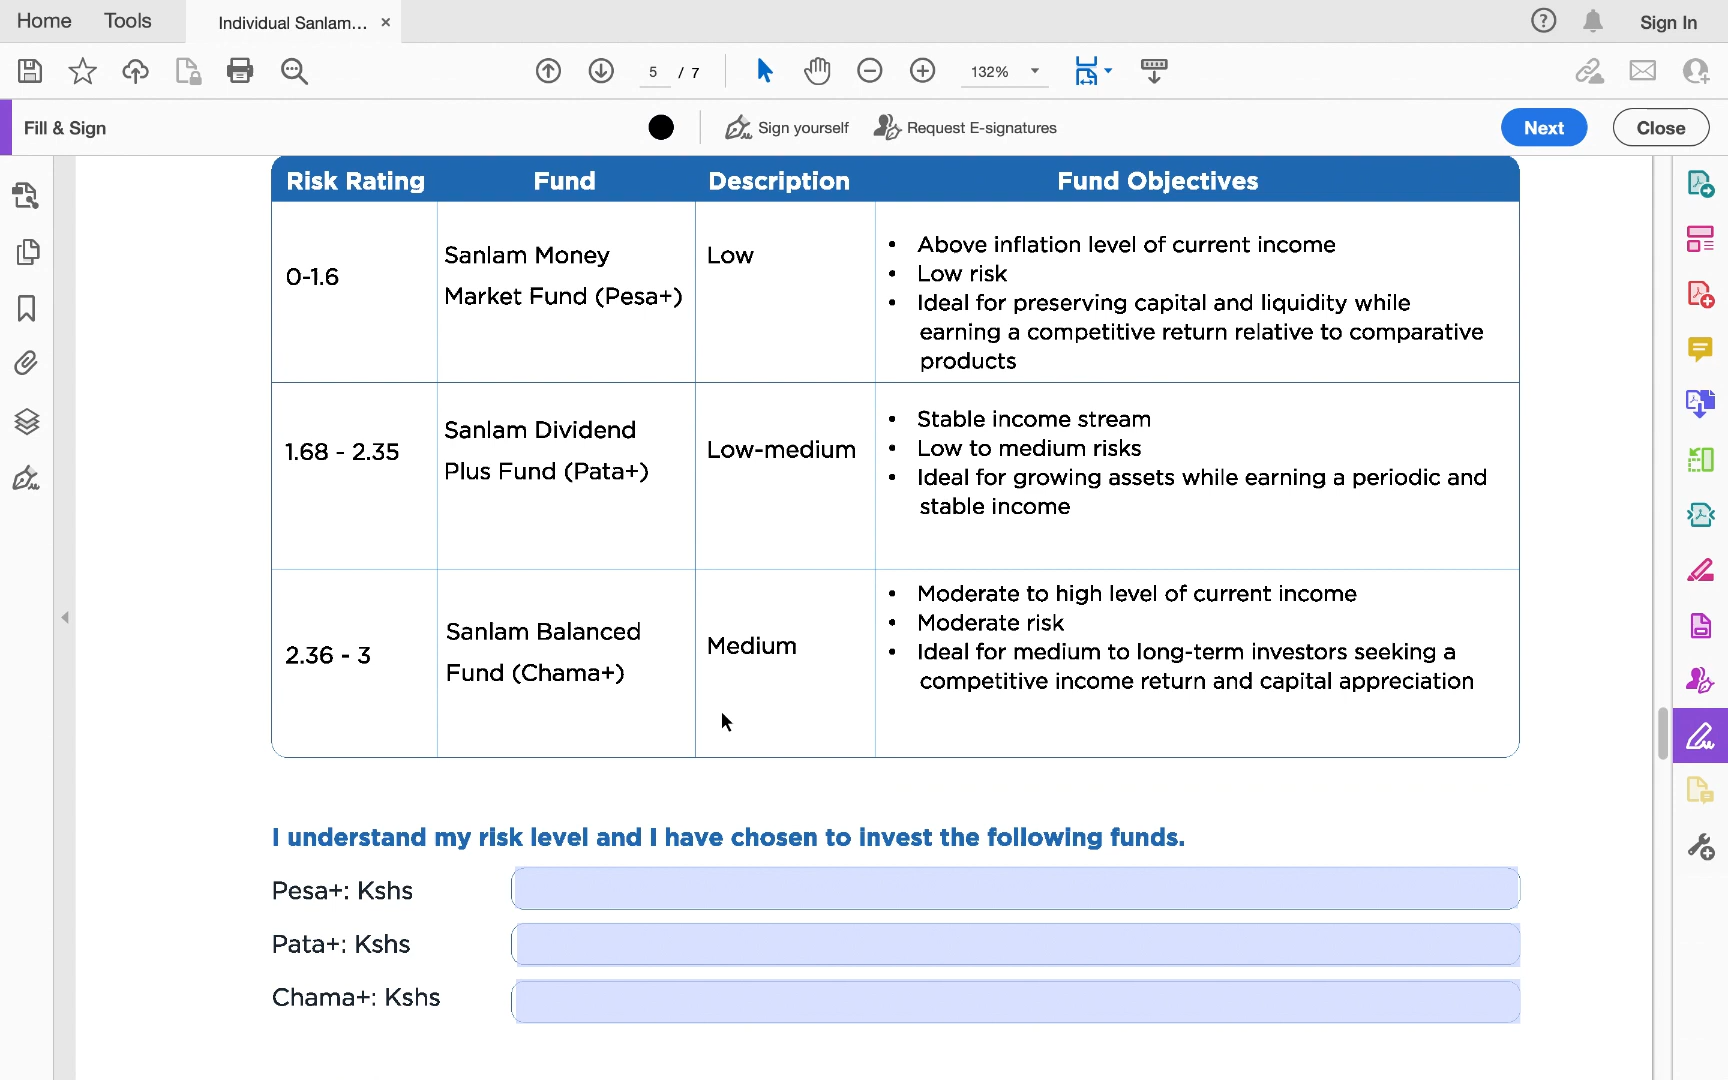 Home Tools Individual Sanlam... × Sign In
5 / 7 132%
Fill & Sign Sign yourself Request E-signatures Next Close
Risk Rating Fund Description Fund Objectives
0-1.6
Sanlam Money
Market Fund (Pesa+)
Low
• Above inflation level of current income
• Low risk
• Ideal for preserving capital and liquidity while
earning a competitive return relative to comparative
products
1.68 - 2.35
Sanlam Dividend
Plus Fund (Pata+)
Low-medium
• Stable income stream
• Low to medium risks
• Ideal for growing assets while earning a periodic and
stable income
2.36 - 3
Sanlam Balanced
Fund (Chama+)
Medium
• Moderate to high level of current income
• Moderate risk
• Ideal for medium to long-term investors seeking a
competitive income return and capital appreciation
I understand my risk level and I have chosen to invest the following funds.
Pesa+: Kshs
Pata+: Kshs
Chama+: Kshs